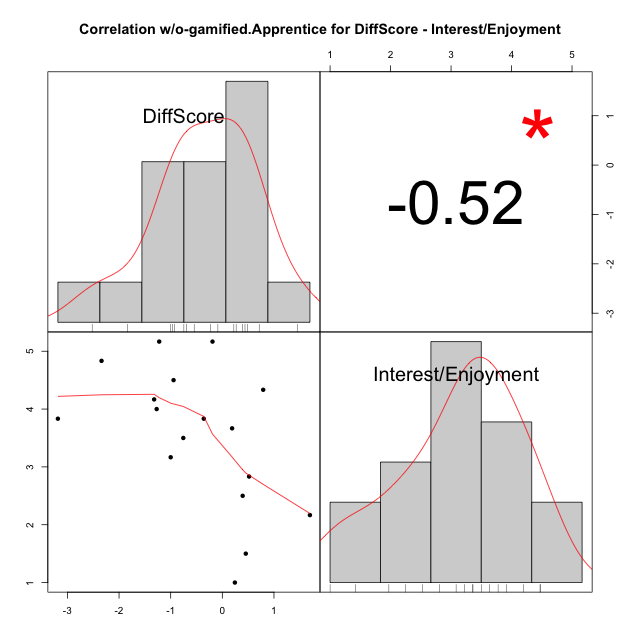 Correlation w/o-gamified.Apprentice for DiffScore - Interest/Enjoyment
1 2 3 4 5
DiffScore
*
-0.52
1
0
-1
-2
-3
Interest/Enjoyment
5
4
3
2
1
-3 -2 -1 0 1